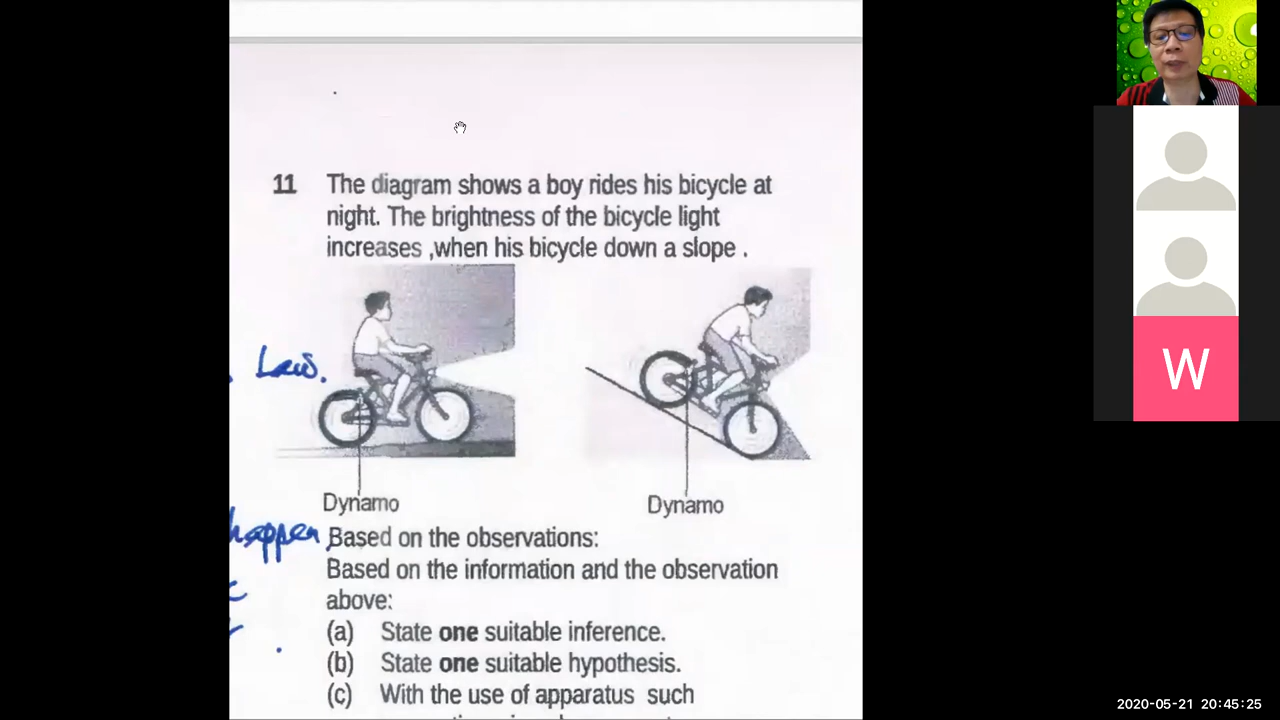 11 The diagram shows a boy rides his bicycle at
night. The brightness of the bicycle light
increases ,when his bicycle down a slope .
Law.
Dynamo
Dynamo
happen,
Based on the observations:
Based on the information and the observation
above:
(a) State one suitable inference.
(b) State one suitable hypothesis.
(c) With the use of apparatus such
W
2020-05-21 20:45:25